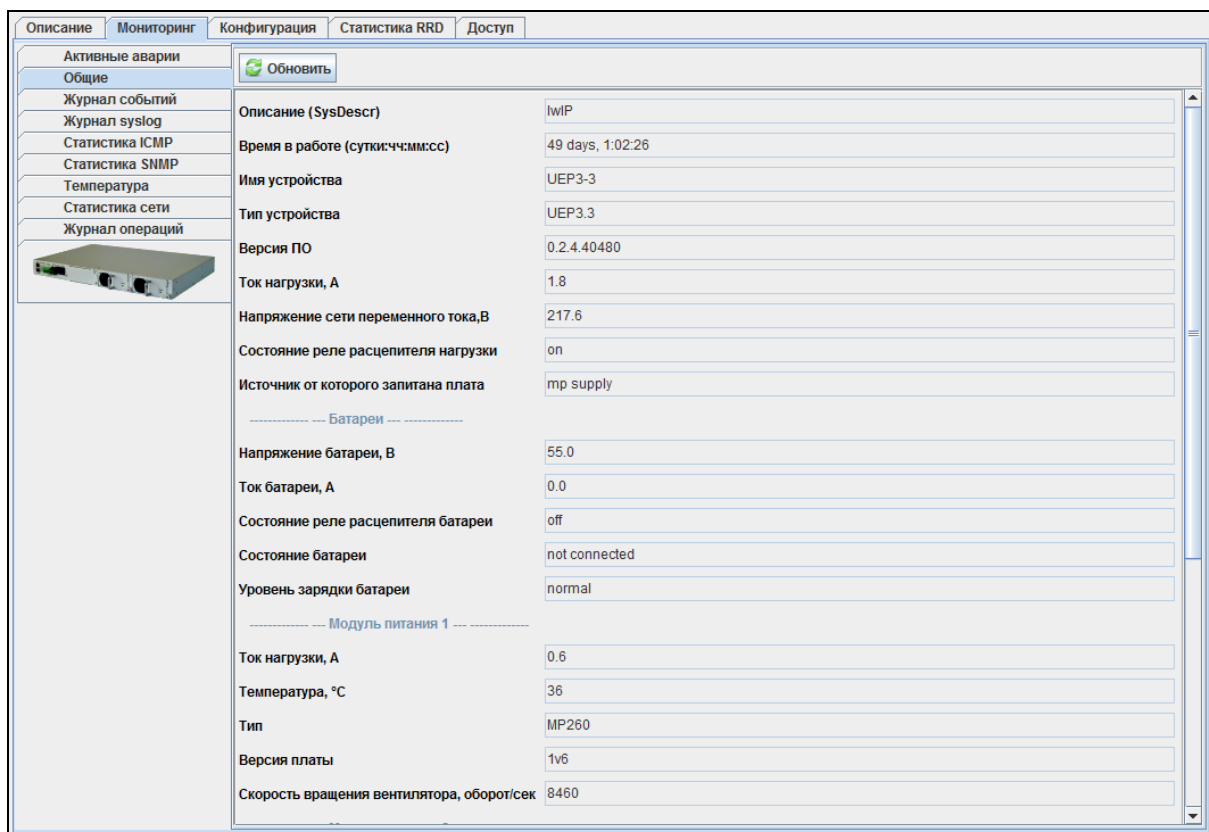 Описание Мониторинг Конфигурация Статистика RRD Доступ
Активные аварии
Общие
Журнал событий
Журнал syslog
Статистика ICMP
Статистика SNMP
Температура
Статистика сети
Журнал операций
Обновить
Описание (SysDescr) lwIP
Время в работе (сутки:чч:мм:сс) 49 days, 1:02:26
Имя устройства UEP3-3
Тип устройства UEP3.3
Версия ПО 0.2.4.40480
Ток нагрузки, А 1.8
Напряжение сети переменного тока,В 217.6
Состояние реле расцепителя нагрузки on
Источник от которого запитана плата mp supply
------------- --- Батареи --- -------------
Напряжение батареи, В 55.0
Ток батареи, А 0.0
Состояние реле расцепителя батареи off
Состояние батареи not connected
Уровень зарядки батареи normal
------------- --- Модуль питания 1 --- -------------
Ток нагрузки, А 0.6
Температура, °C 36
Тип MP260
Версия платы 1v6
Скорость вращения вентилятора, оборот/сек 8460